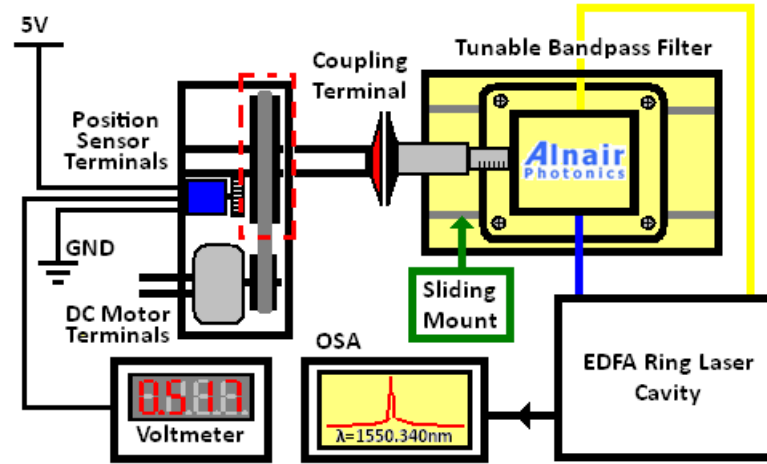 5V
Position
Sensor
Terminals
GND
DC Motor
Terminals
Coupling
Terminal
Tunable Bandpass Filter
Alnair
Photonics
Sliding
Mount
EDFA Ring Laser
Cavity
OSA
λ=1550.340nm
0.517
Voltmeter